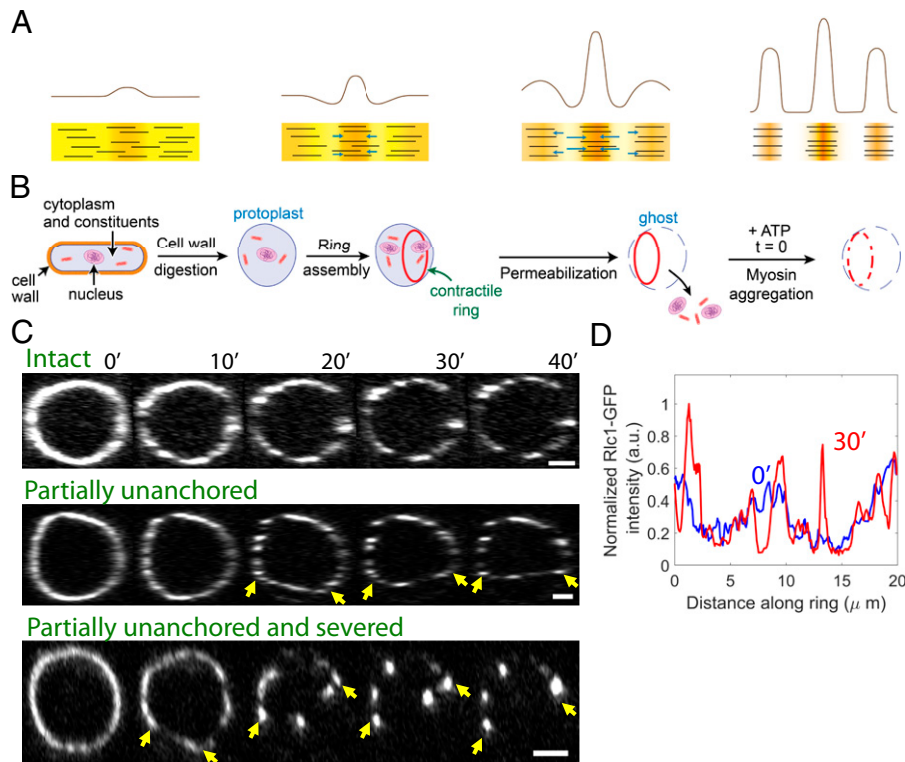 A
B
cytoplasm
and constituents
cell
wall
nucleus
Cell wall
digestion
protoplast
Ring
assembly
contractile
ring
Permeabilization
ghost
+ ATP
t = 0
Myosin
aggregation
C
Intact 0' 10' 20' 30' 40'
Partially unanchored
Partially unanchored and severed
D
Normalized Rlc1-GFP
intensity (a.u.)
1
0.8
0.6
0.4
0.2
0
0'
30'
0 5 10 15 20
Distance along ring (μ m)